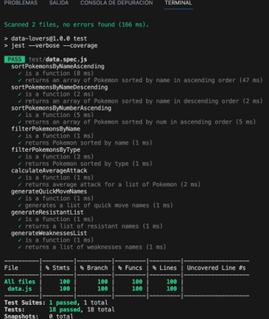 PROBLEMAS SALIDA CONSOLA DE DEPURACIÓN TERMINAL
Scanned 2 files, no errors found (166 ms).
> data-lovers@1.0.0 test
> jest --verbose --coverage
PASS test/data.spec.js
sortPokemonsByNameAscending
✓ is a function (8 ms)
✓ returns an array of Pokemon sorted by name in ascending order (47 ms)
sortPokemonsByNameDescending
✓ is a function (2 ms)
✓ returns an array of Pokemon sorted by name in descending order (2 ms)
sortPokemonsByNumberAscending
✓ is a function (5 ms)
✓ returns an array of Pokemon sorted by num in ascending order (5 ms)
filterPokemonsByName
✓ is a function (1 ms)
✓ returns Pokemon sorted by name (1 ms)
filterPokemonsByType
✓ is a function (3 ms)
✓ returns Pokemon sorted by type (1 ms)
calculateAverageAttack
✓ is a function (1 ms)
✓ returns average attack for a list of Pokemon (2 ms)
generateQuickMoveNames
✓ is a function (1 ms)
✓ generates a list of quick move names (1 ms)
generateResistantList
✓ is a function (1 ms)
✓ returns a list of resistant names (1 ms)
generateWeaknessesList
✓ is a function (1 ms)
✓ returns a list of weaknesses names (1 ms)
File | % Stmts | % Branch | % Funcs | % Lines | Uncovered Line #s
All files | 100 | 100 | 100 | 100 |
data.js | 100 | 100 | 100 | 100 |
Test Suites: 1 passed, 1 total
Tests: 18 passed, 18 total
Snapshots: 0 total